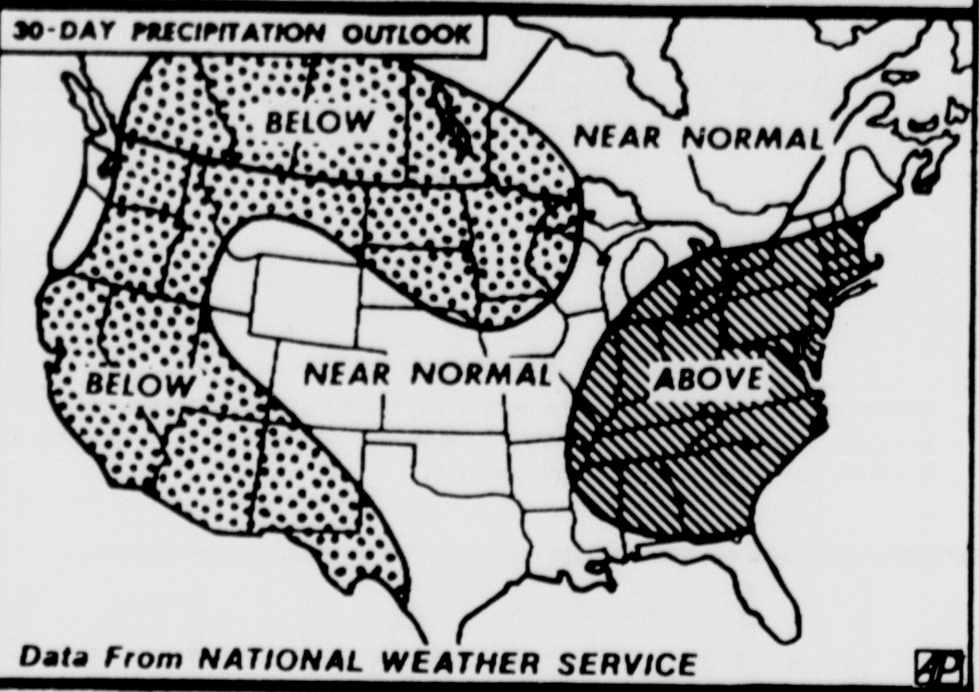 30-DAY PRECIPITATION OUTLOOK
BELOW
NEAR NORMAL
BELOW
NEAR NORMAL
ABOVE
Data From NATIONAL WEATHER SERVICE
AP